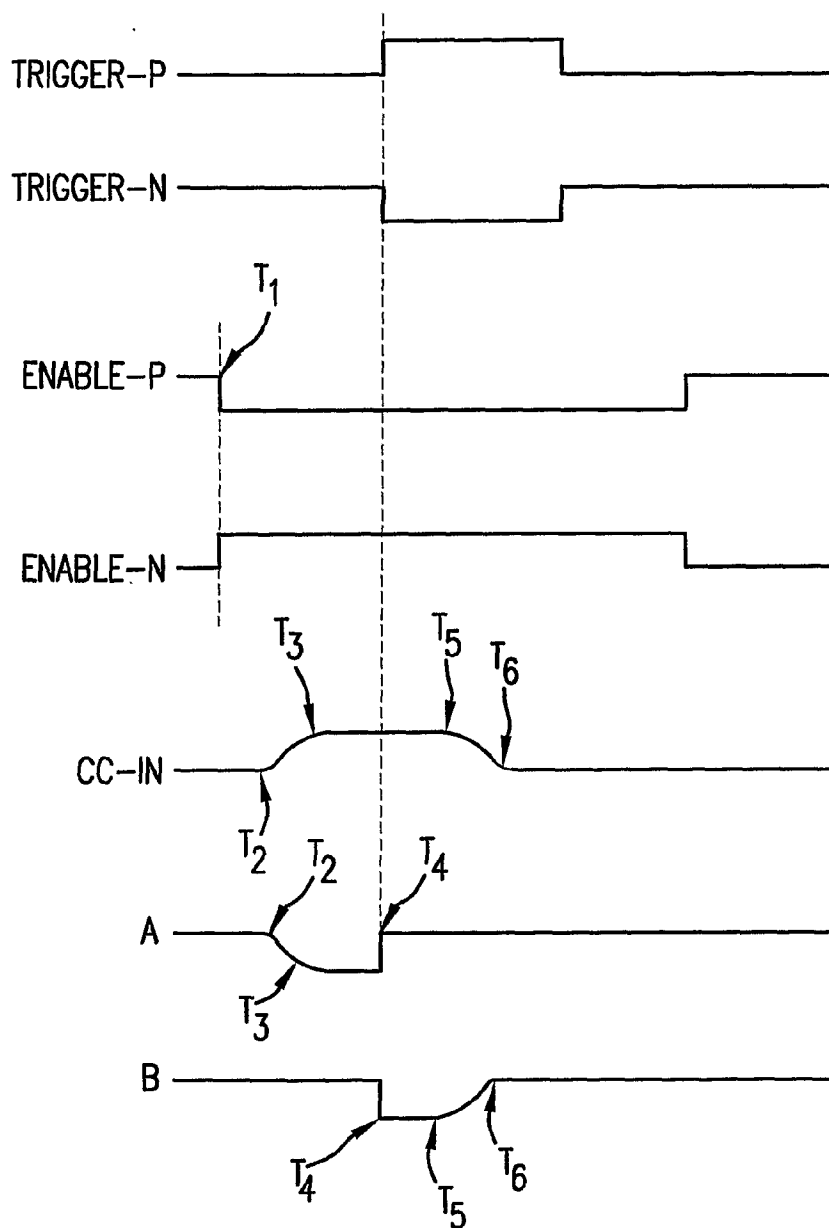 TRIGGER-P
TRIGGER-N
T1
ENABLE-P
ENABLE-N
T3
T5
T6
CC-IN
T2
T2
T4
A
T3
B
T4
T5
T6